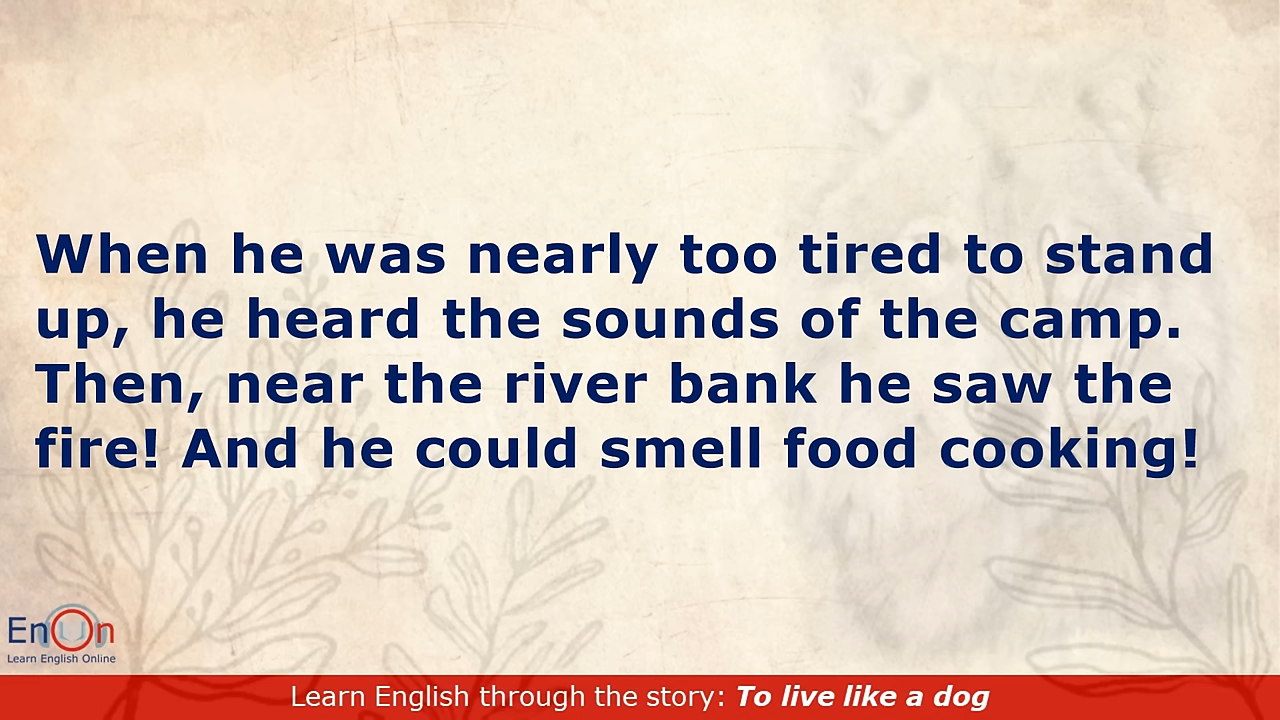 When he was nearly too tired to stand
up, he heard the sounds of the camp.
Then, near the river bank he saw the
fire! And he could smell food cooking!
EnOn
Learn English Online
Learn English through the story: To live like a dog